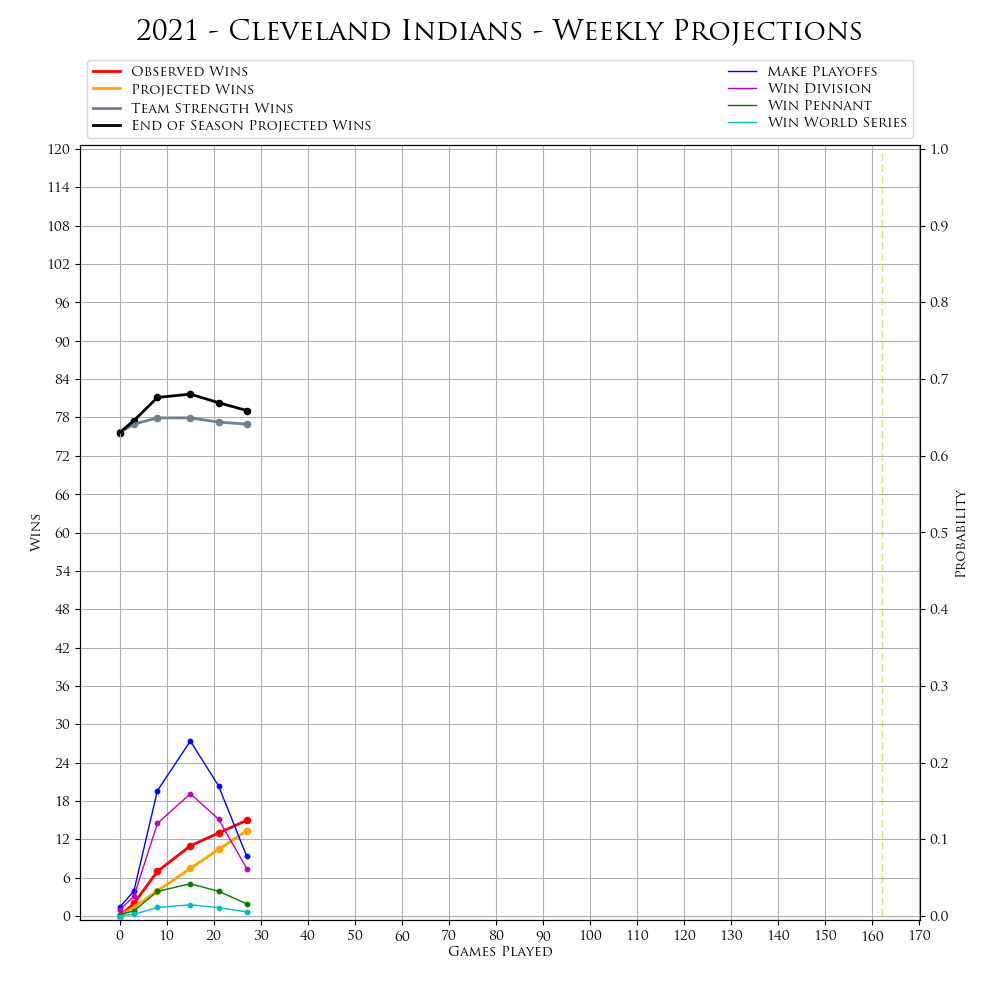 2021 - Cleveland Indians - Weekly Projections
Observed Wins
Projected Wins
Team Strength Wins
End of Season Projected Wins
Make Playoffs
Win Division
Win Pennant
Win World Series
120
114
108
102
96
90
84
78
72
66
60
54
48
42
36
30
24
18
12
6
0
Wins
1.0
0.9
0.8
0.7
0.6
0.5
0.4
0.3
0.2
0.1
0.0
Probability
0 10 20 30 40 50 60 70 80 90 100 110 120 130 140 150 160 170
Games Played